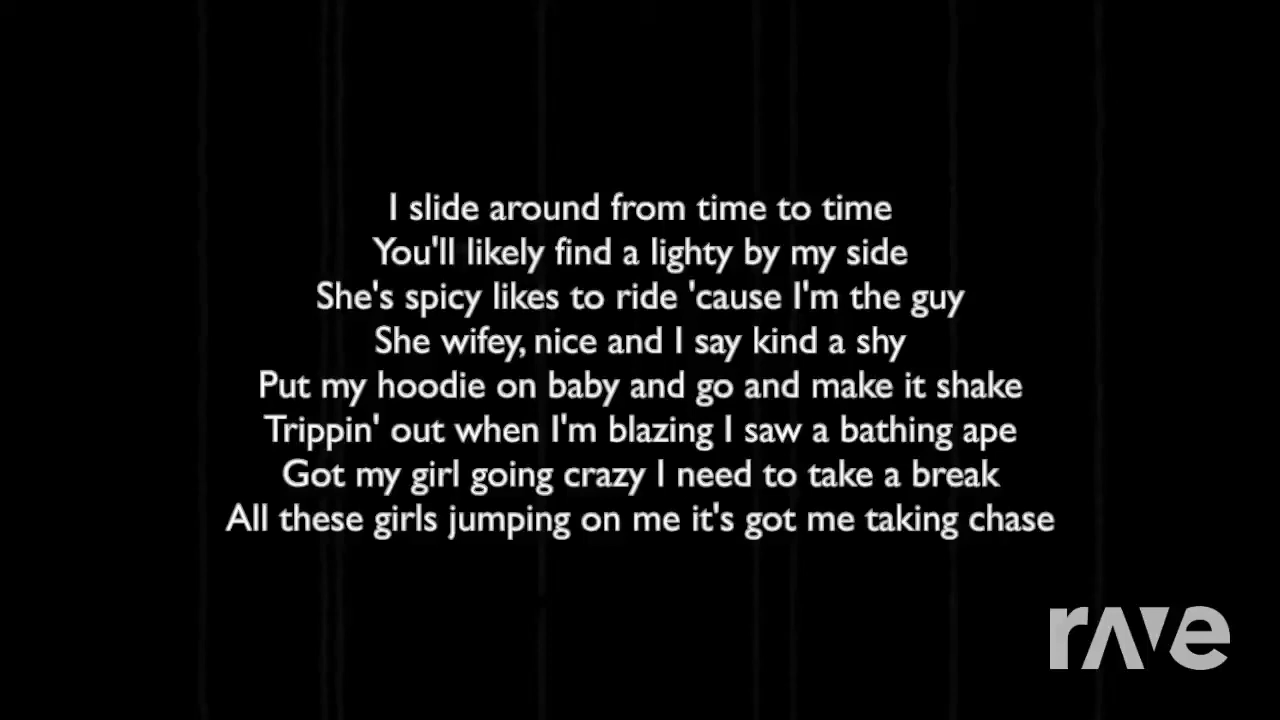 I slide around from time to time
You'll likely find a lighty by my side
She's spicy likes to ride 'cause I'm the guy
She wifey, nice and I say kind a shy
Put my hoodie on baby and go and make it shake
Trippin' out when I'm blazing I saw a bathing ape
Got my girl going crazy I need to take a break
All these girls jumping on me it's got me taking chase
rave